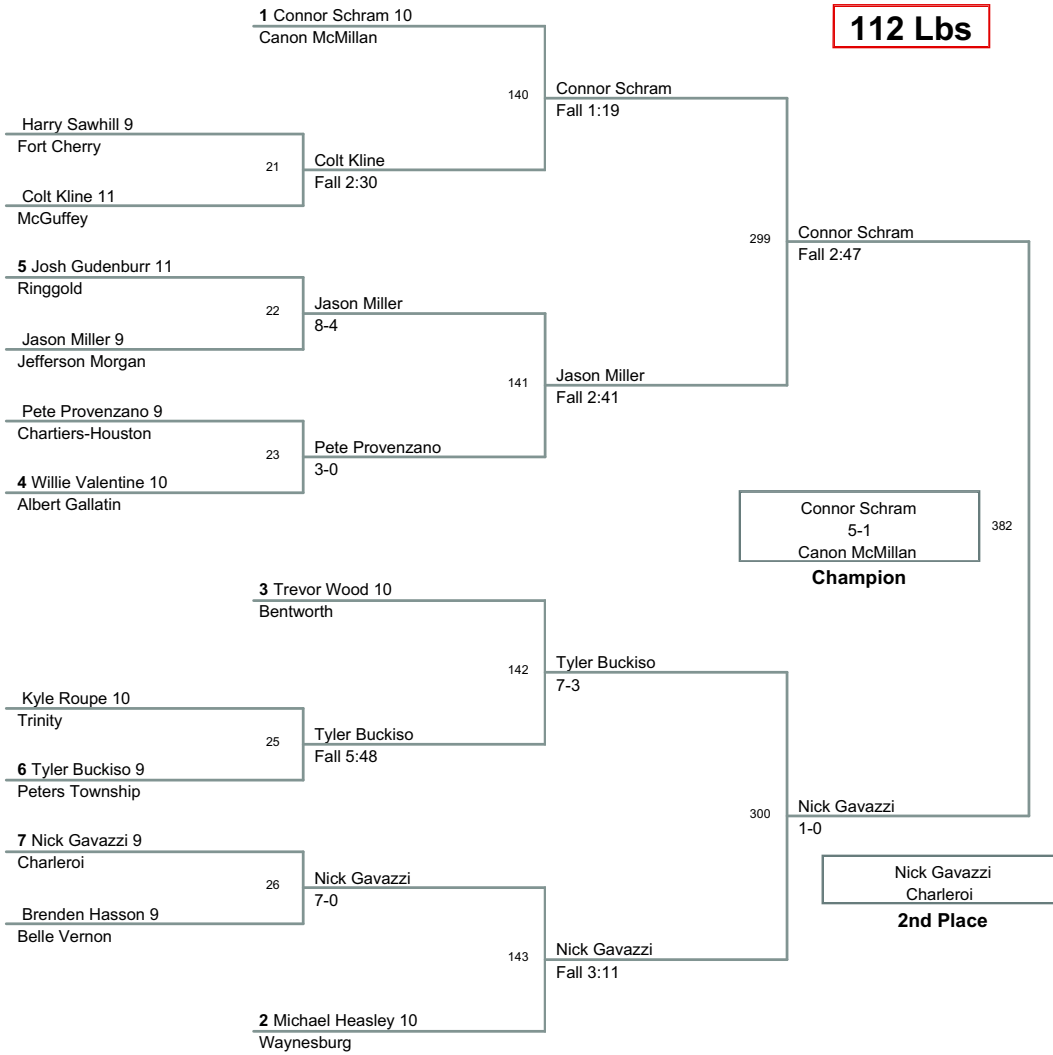 1 Connor Schram 10
Canon McMillan
112 Lbs
140
Connor Schram
Fall 1:19
Harry Sawhill 9
Fort Cherry
21
Colt Kline
Fall 2:30
Colt Kline 11
McGuffey
299
Connor Schram
Fall 2:47
5 Josh Gudenburr 11
Ringgold
22
Jason Miller
8-4
Jason Miller 9
Jefferson Morgan
141
Jason Miller
Fall 2:41
Pete Provenzano 9
Chartiers-Houston
23
Pete Provenzano
3-0
4 Willie Valentine 10
Albert Gallatin
Connor Schram
5-1
Canon McMillan
382
Champion
3 Trevor Wood 10
Bentworth
142
Tyler Buckiso
7-3
Kyle Roupe 10
Trinity
25
Tyler Buckiso
Fall 5:48
6 Tyler Buckiso 9
Peters Township
300
Nick Gavazzi
1-0
7 Nick Gavazzi 9
Charleroi
26
Nick Gavazzi
7-0
Nick Gavazzi
Charleroi
2nd Place
Brenden Hasson 9
Belle Vernon
143
Nick Gavazzi
Fall 3:11
2 Michael Heasley 10
Waynesburg